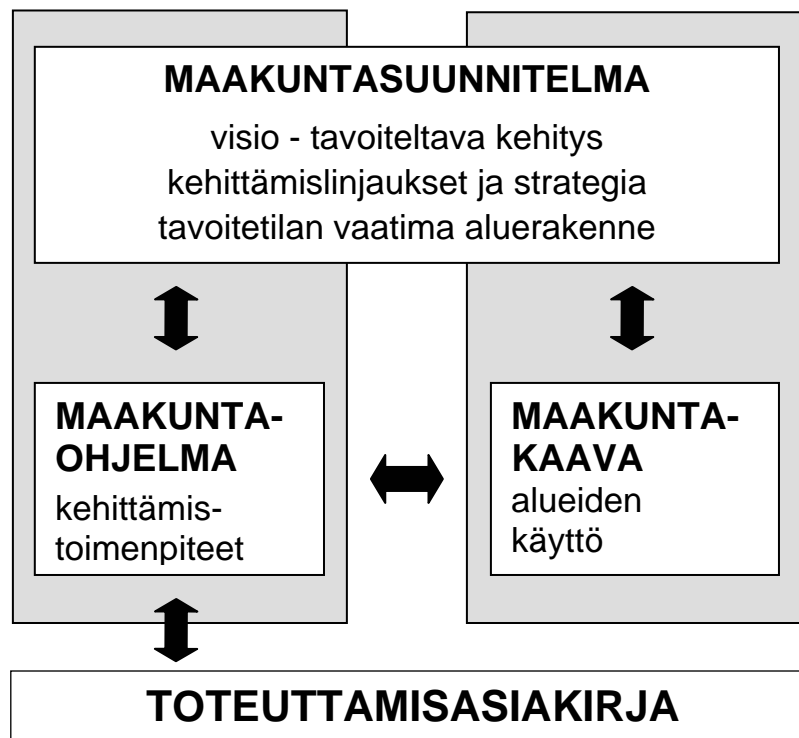 MAAKUNTASUUNNITELMA
visio - tavoiteltava kehitys
kehittämislinjaukset ja strategia
tavoitetilan vaatima aluerakenne
MAAKUNTA-
OHJELMA
kehittämis-
toimenpiteet
MAAKUNTA-
KAAVA
alueiden
käyttö
TOTEUTTAMISASIAKIRJA